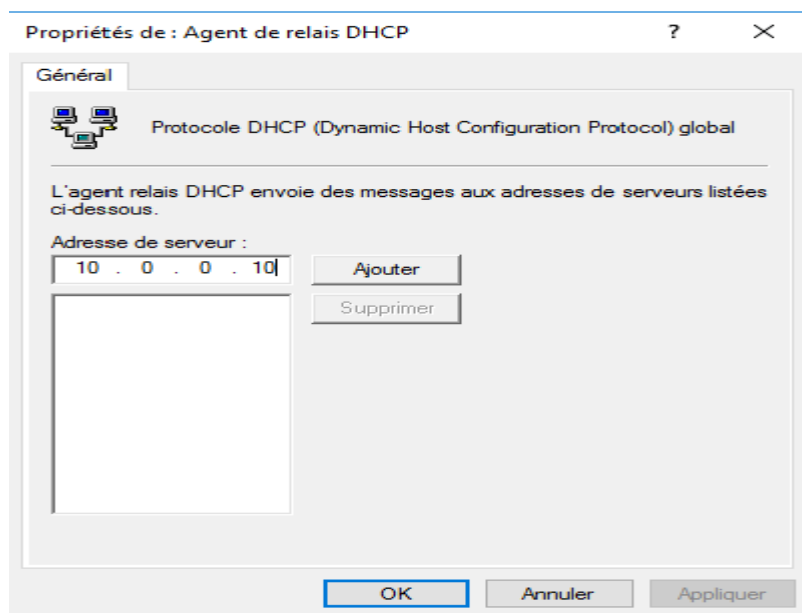 Propriétés de : Agent de relais DHCP ? ×
Général
Protocole DHCP (Dynamic Host Configuration Protocol) global
L'agent relais DHCP envoie des messages aux adresses de serveurs listées
ci-dessous.
Adresse de serveur :
10 . 0 . 0 . 10 Ajouter
Supprimer
OK Annuler Appliquer